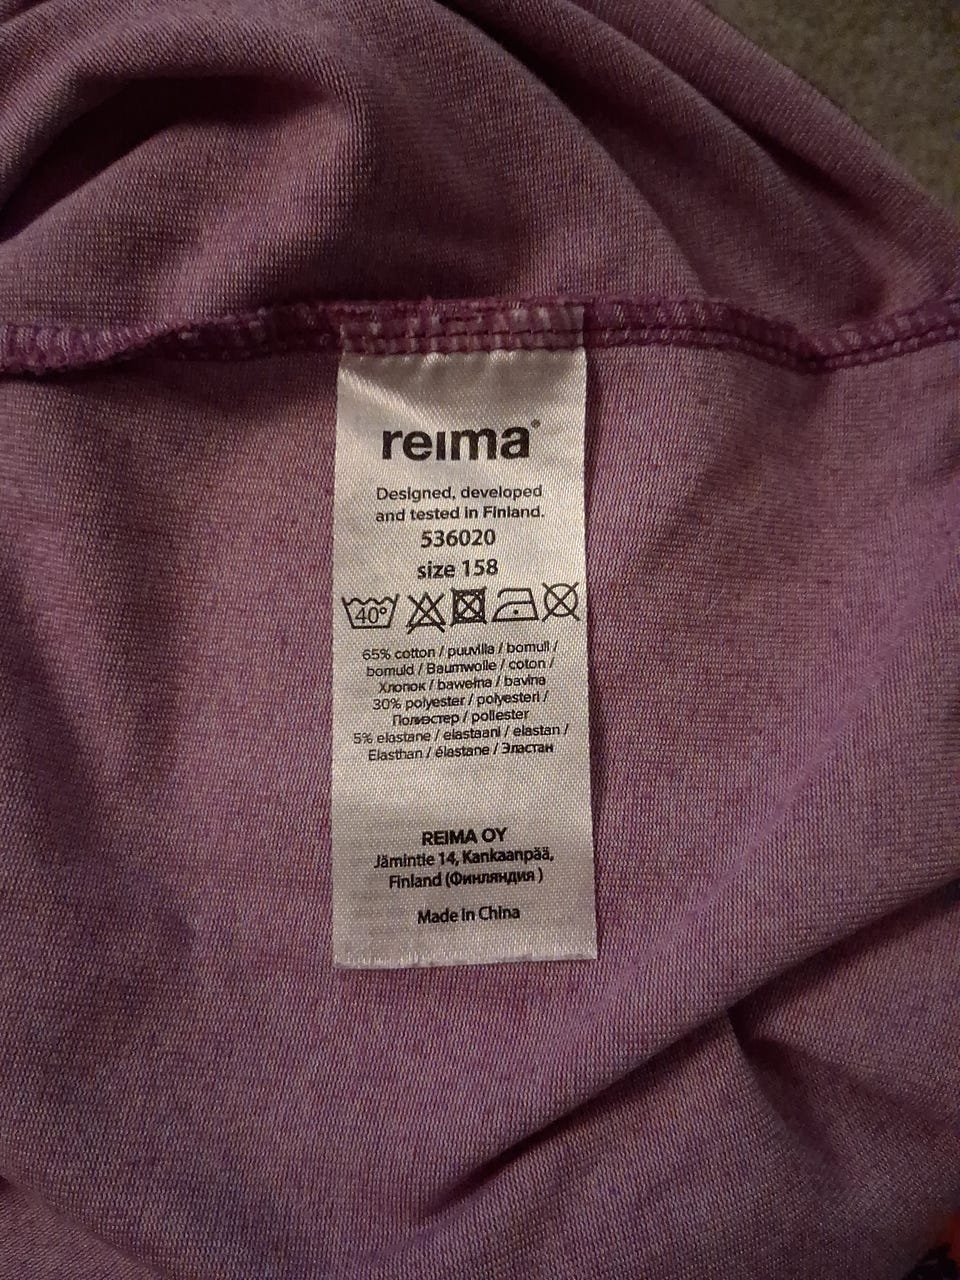 reima®
Designed, developed
and tested in Finland.
536020
size 158
40°
65% cotton / puuvilla / bomull /
bomuld / Baumwolle / coton /
Хлопок / bawełna / bavlna
30% polyester / polyesteri /
Полиэстер / poliester
5% elastane / elastaani / elastan /
Elasthan / élastane / Эластан
REIMA OY
Jämintie 14, Kankaanpää,
Finland (Финляндия )
Made in China